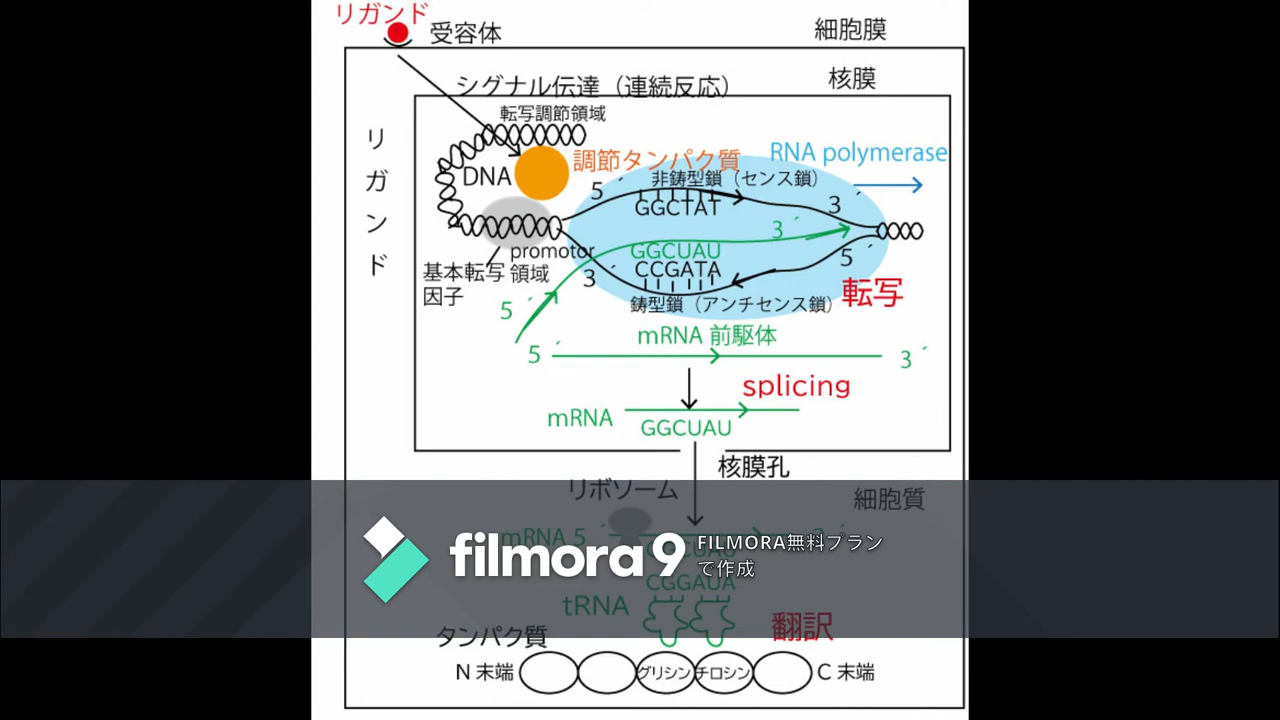 リガンド
受容体
細胞膜
シグナル伝達（連続反応）
核膜
転写調節領域
リガンド
DNA
調節タンパク質
RNA polymerase
5´
非鋳型鎖（センス鎖）
GGCTAT
3´
3´
GGCUAU
promotor
領域
基本転写
因子
3´
CCGATA
5´
鋳型鎖（アンチセンス鎖）
転写
5´
mRNA 前駆体
5´
3´
splicing
mRNA
GGCUAU
核膜孔
リボソーム
細胞質
mRNA 5´
3´
filmora9
FILMORA無料プラン
で作成
CGGAUA
tRNA
翻訳
タンパク質
N 末端
グリシン
チロシン
C 末端